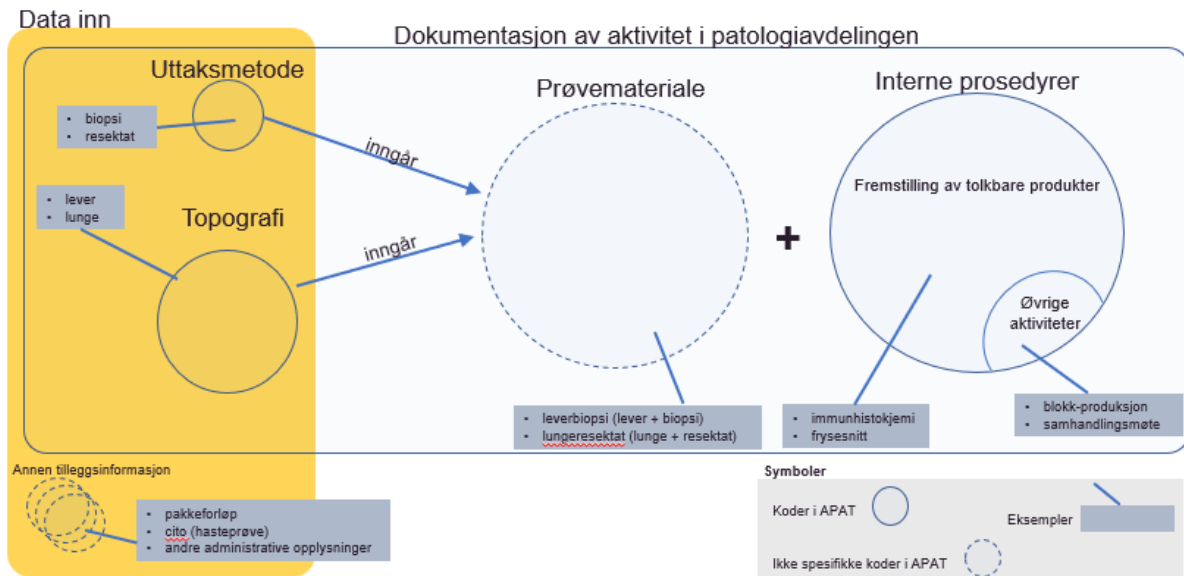 Data inn
Dokumentasjon av aktivitet i patologiavdelingen
Uttaksmetode
• biopsi
• resektat
inngår
• lever
• lunge
Topografi
inngår
Prøvemateriale
• leverbiopsi (lever + biopsi)
• lungeresektat (lunge + resektat)
+
Interne prosedyrer
Fremstilling av tolkbare produkter
Øvrige
aktiviteter
• immunhistokjemi
• frysesnitt
• blokk-produksjon
• samhandlingsmøte
Annen tilleggsinformasjon
• pakkeforløp
• cito (hasteprøve)
• andre administrative opplysninger
Symboler
Koder i APAT
Eksempler
Ikke spesifikke koder i APAT